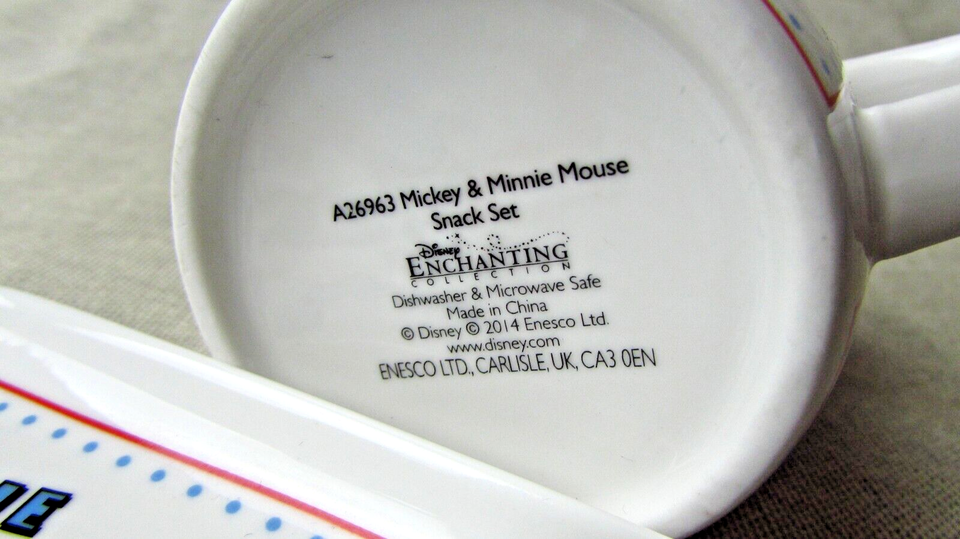 A26963 Mickey & Minnie Mouse
Snack Set
Disney
ENCHANTING
COLLECTION
Dishwasher & Microwave Safe
Made in China
© Disney © 2014 Enesco Ltd.
www.disney.com
ENESCO LTD., CARLISLE, UK, CA3 0EN
IE